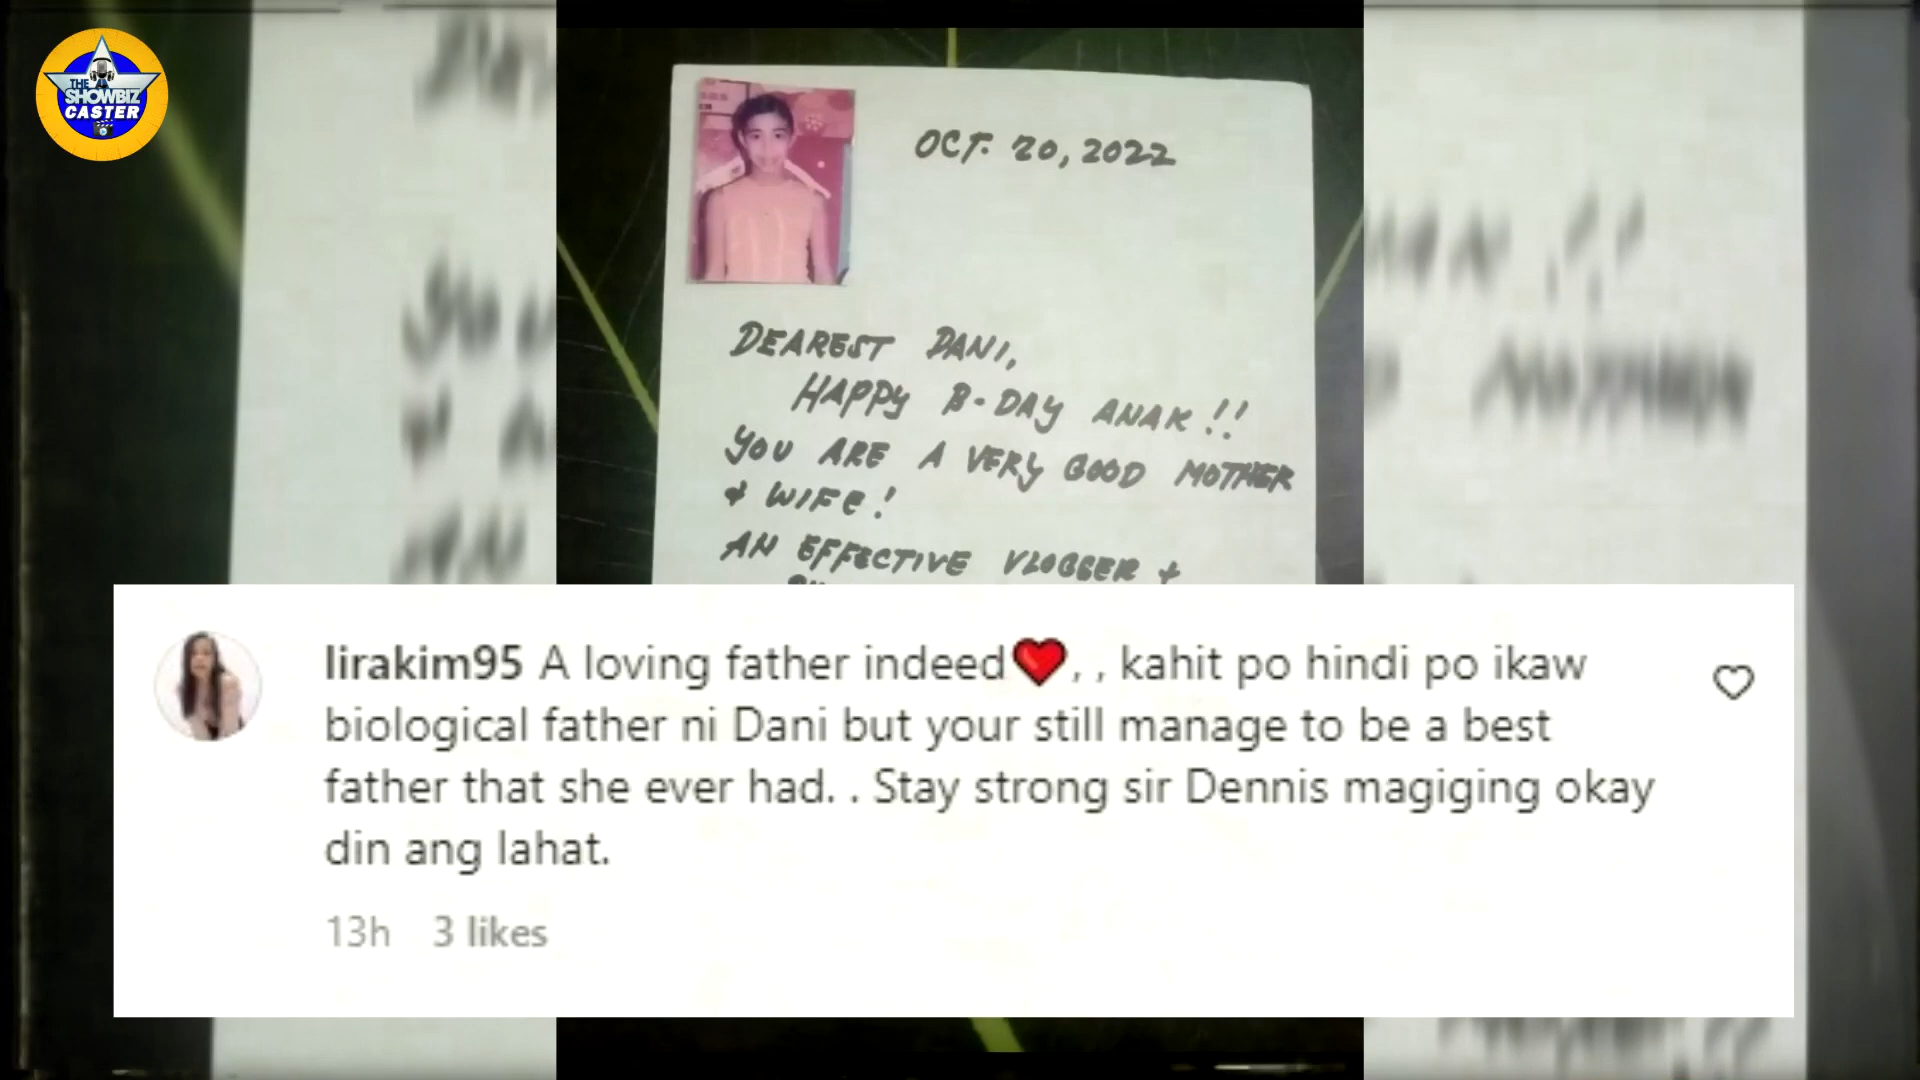 THE
SHOWBIZ
CASTER
OCT. 20, 2022
DEAREST DANI,
HAPPY B-DAY ANAK !!
YOU ARE A VERY GOOD MOTHER
& WIFE!
AN EFFECTIVE VLOGGER +
lirakim95 A loving father indeed❤️, , kahit po hindi po ikaw
biological father ni Dani but your still manage to be a best
father that she ever had. . Stay strong sir Dennis magiging okay
din ang lahat.
13h 3 likes